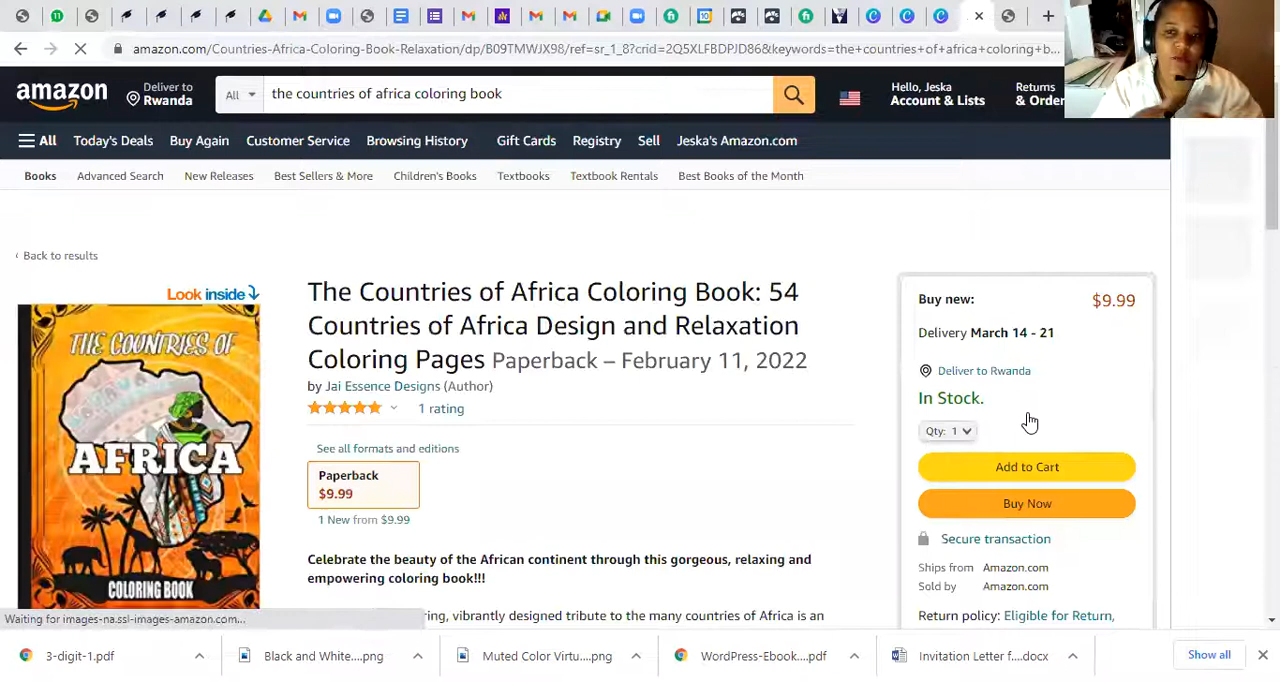 amazon.com/Countries-Africa-Coloring-Book-Relaxation/dp/B09TMWJX98/ref=sr_1_8?crid=2Q5XLFBDPJD86&keywords=the+countries+of+africa+coloring+b...
amazon
Deliver to
Rwanda
All
the countries of africa coloring book
Hello, Jeska
Account & Lists
Returns
& Order
All
Today's Deals
Buy Again
Customer Service
Browsing History
Gift Cards
Registry
Sell
Jeska's Amazon.com
Books
Advanced Search
New Releases
Best Sellers & More
Children's Books
Textbooks
Textbook Rentals
Best Books of the Month
‹ Back to results
Look inside
THE COUNTRIES OF
AFRICA
COLORING BOOK
The Countries of Africa Coloring Book: 54
Countries of Africa Design and Relaxation
Coloring Pages Paperback – February 11, 2022
by Jai Essence Designs (Author)
1 rating
See all formats and editions
Paperback
$9.99
1 New from $9.99
Celebrate the beauty of the African continent through this gorgeous, relaxing and
empowering coloring book!!!
ring, vibrantly designed tribute to the many countries of Africa is an
Buy new:
$9.99
Delivery March 14 - 21
Deliver to Rwanda
In Stock.
Qty: 1
Add to Cart
Buy Now
Secure transaction
Ships from Amazon.com
Sold by Amazon.com
Return policy: Eligible for Return,
Waiting for images-na.ssl-images-amazon.com...
3-digit-1.pdf
Black and White....png
Muted Color Virtu....png
WordPress-Ebook....pdf
Invitation Letter f....docx
Show all